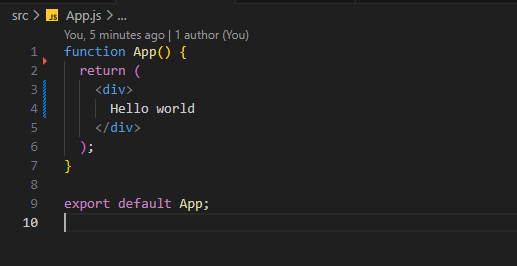 src > JS App.js > ...
You, 5 minutes ago | 1 author (You)
1 function App() {
2 return (
3 <div>
4 Hello world
5 </div>
6 );
7 }
8
9 export default App;
10